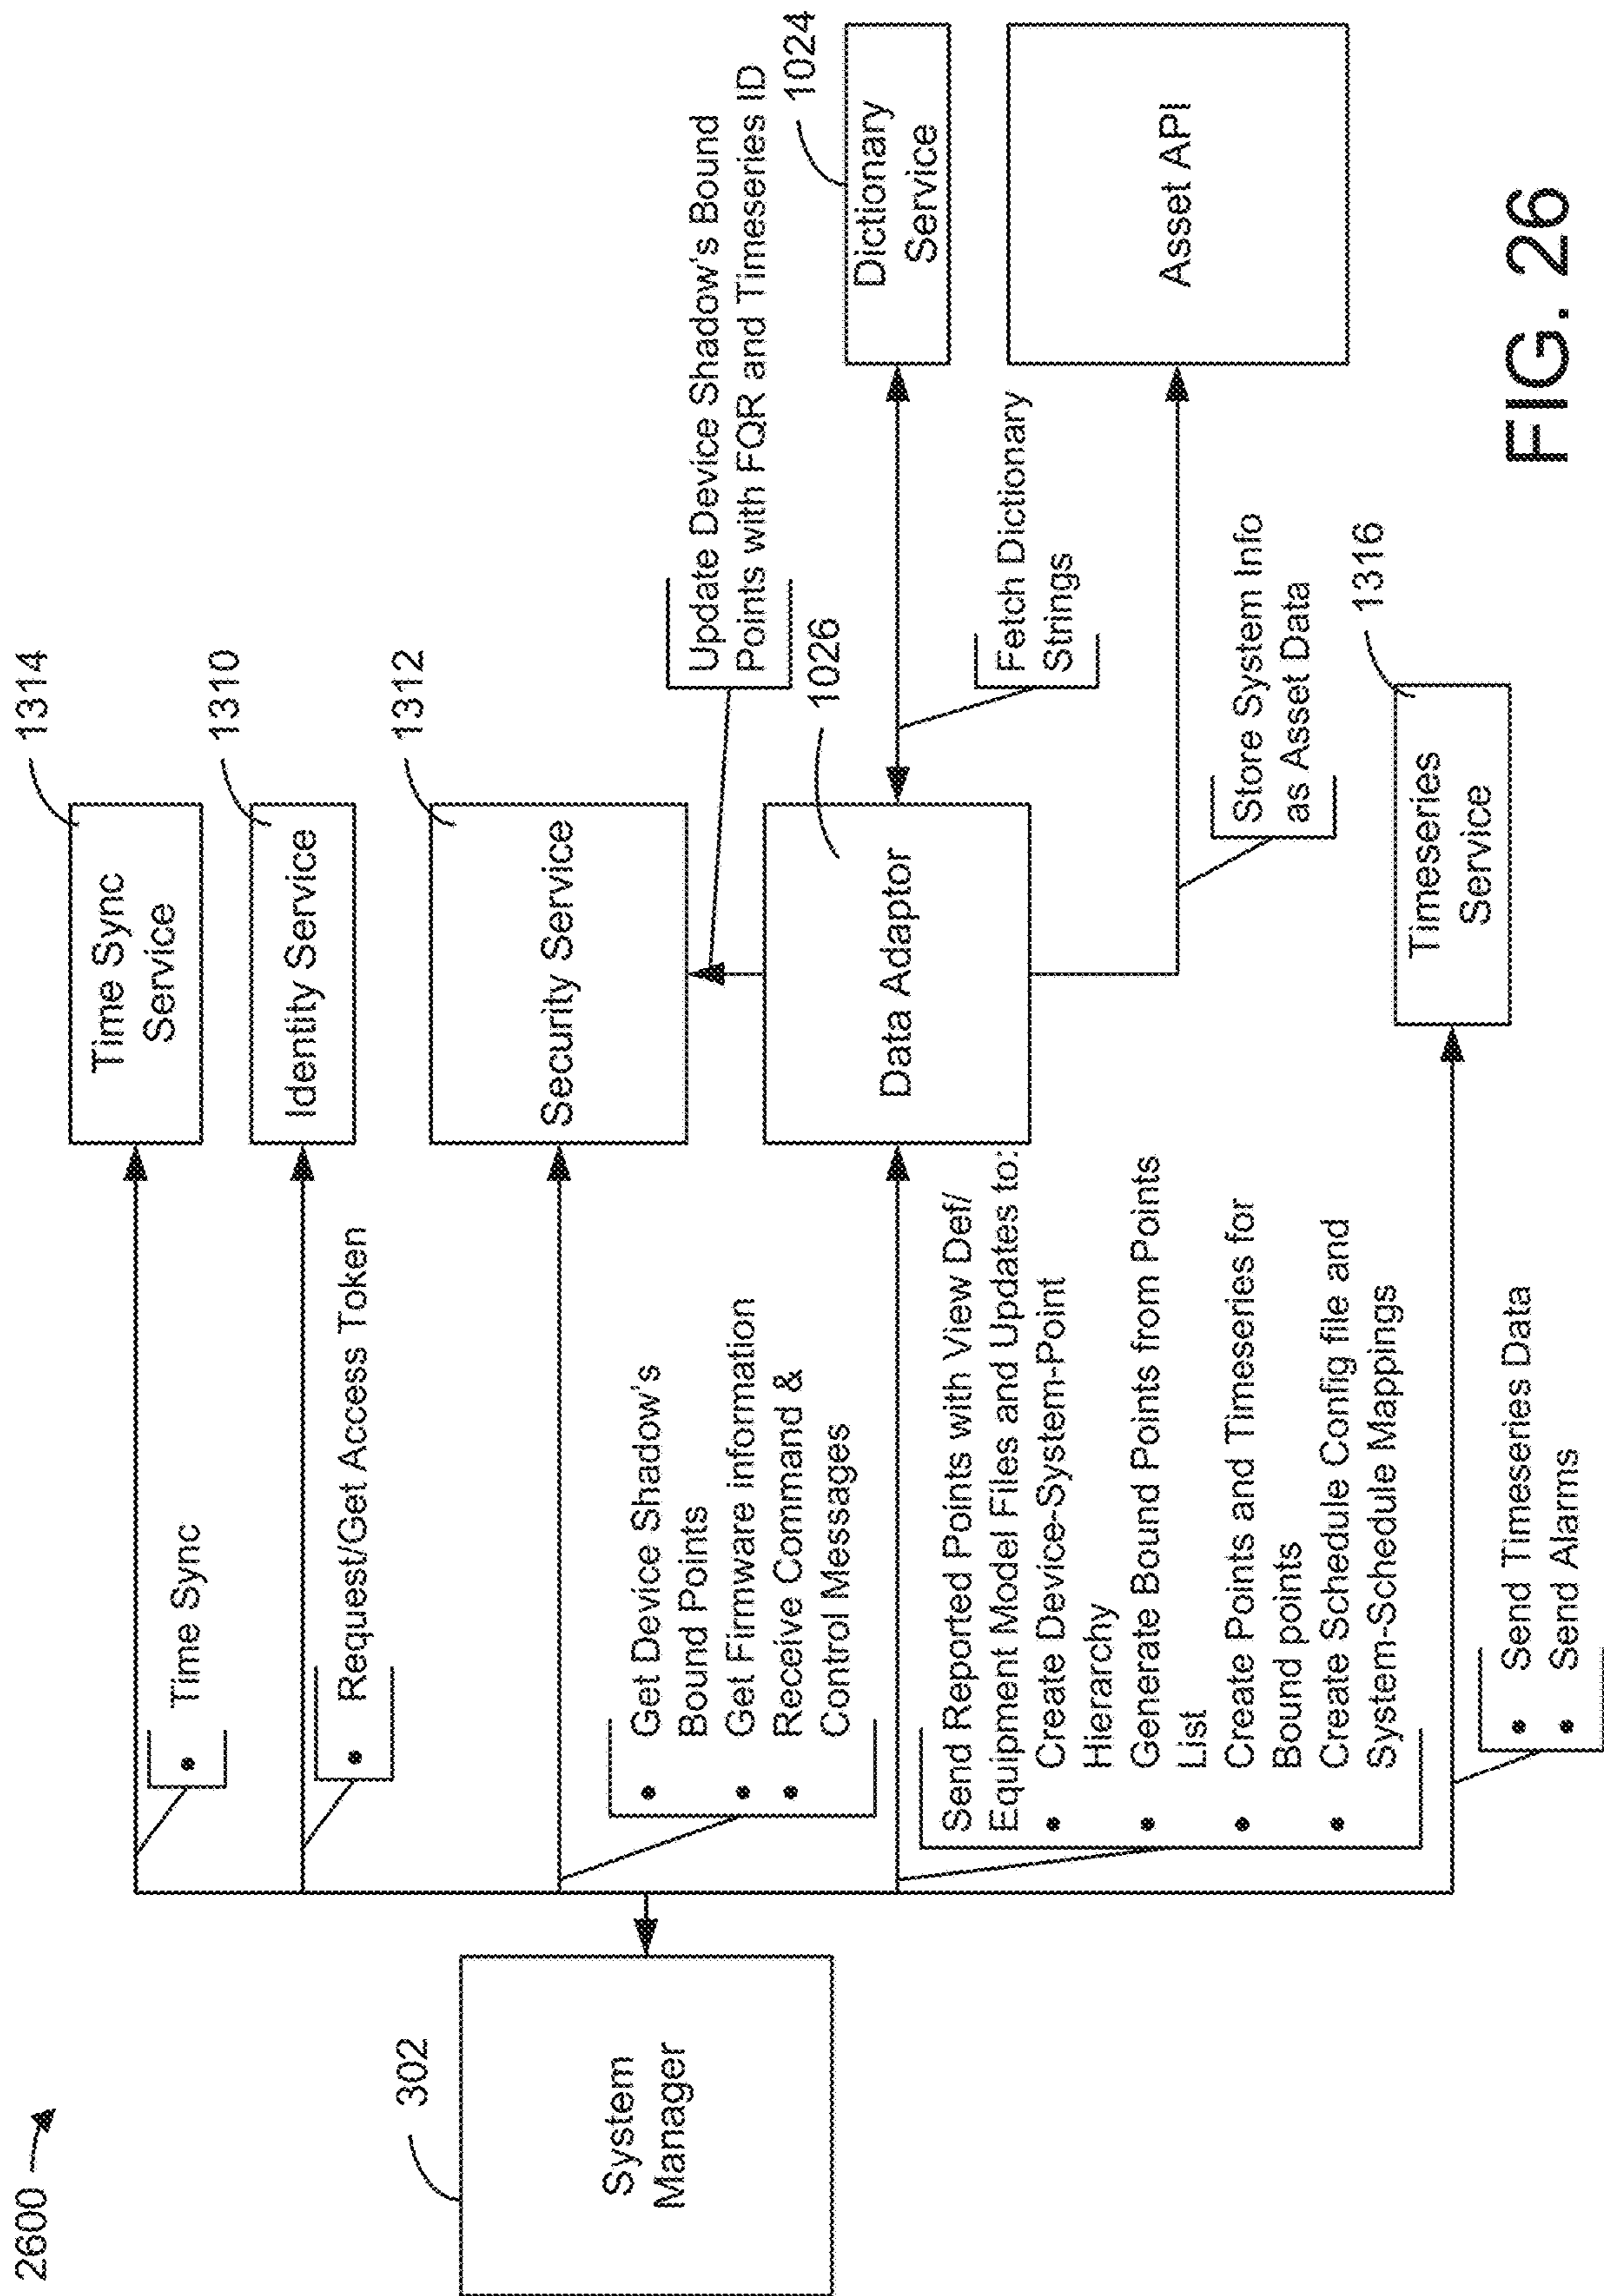 2600
302
System
Manager
• Time Sync
1314
Time Sync
Service
• Request/Get Access Token
1310
Identity Service
• Get Device Shadow's
Bound Points
• Get Firmware information
• Receive Command &
Control Messages
1312
Security Service
Update Device Shadow's Bound
Points with FQR and Timeseries ID
Send Reported Points with View Def/
Equipment Model Files and Updates to:
• Create Device-System-Point
Hierarchy
• Generate Bound Points from Points
List
• Create Points and Timeseries for
Bound points
• Create Schedule Config file and
System-Schedule Mappings
1026
Data Adaptor
Fetch Dictionary
Strings
1024
Dictionary
Service
Store System Info
as Asset Data
Asset API
• Send Timeseries Data
• Send Alarms
1316
Timeseries
Service
FIG. 26